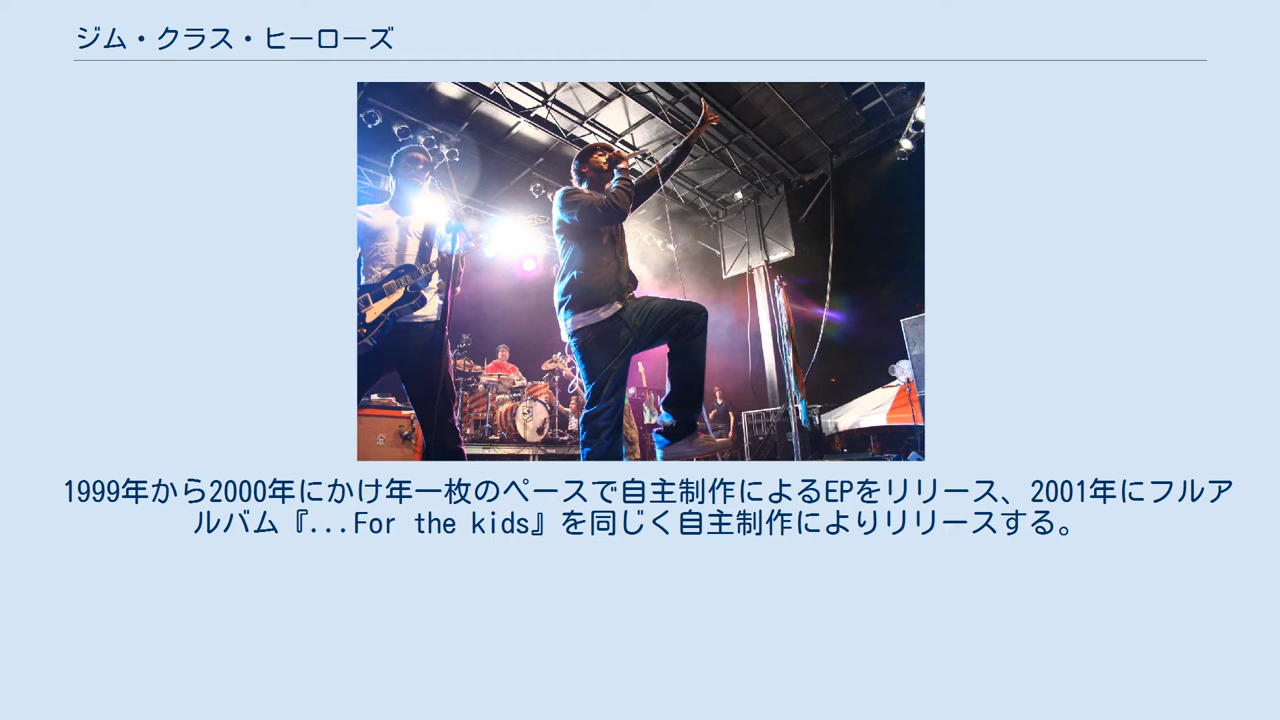 ジム・クラス・ヒーローズ
1999年から2000年にかけ年一枚のペースで自主制作によるEPをリリース、2001年にフルア
ルバム『...For the kids』を同じく自主制作によりリリースする。